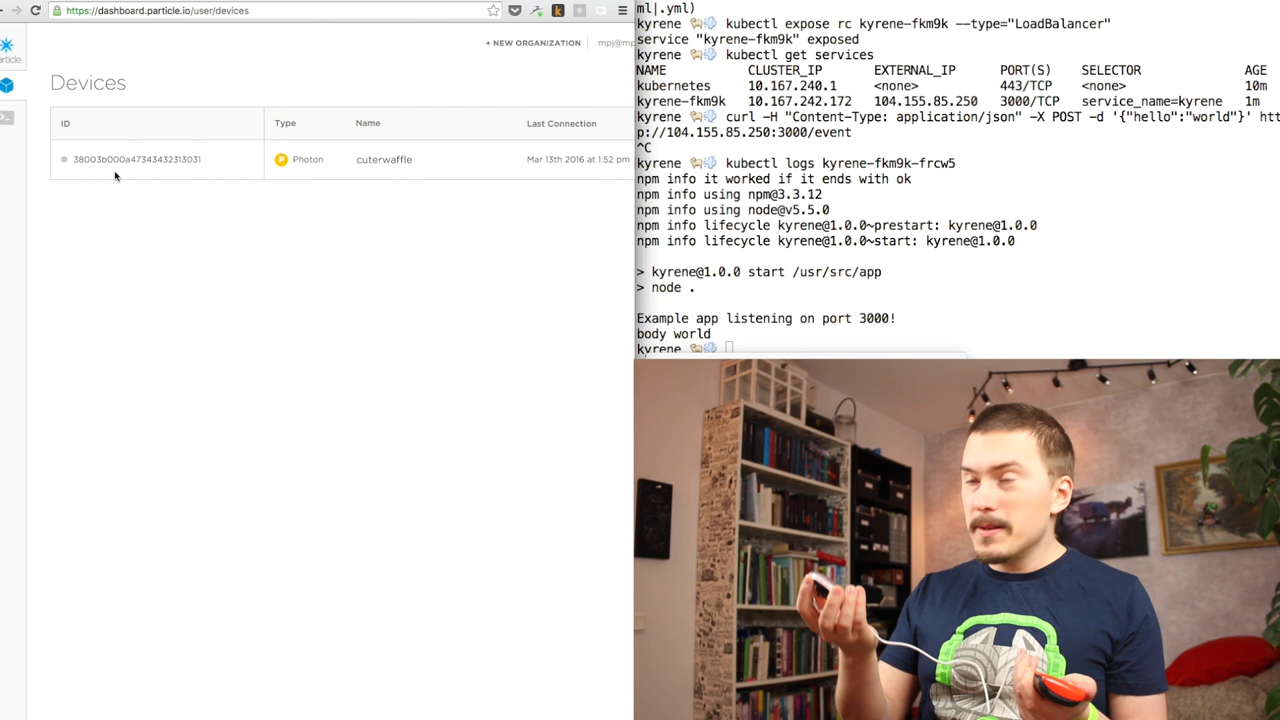 https://dashboard.particle.io/user/devices
+ NEW ORGANIZATION
mpj@mp
article
Devices
ID
Type
Name
Last Connection
38003b000a47343432313031
P Photon
cuterwaffle
Mar 13th 2016 at 1:52 pm
ml|.yml)
kyrene kubectl expose rc kyrene-fkm9k --type="LoadBalancer"
service "kyrene-fkm9k" exposed
kyrene kubectl get services
NAME CLUSTER_IP EXTERNAL_IP PORT(S) SELECTOR AGE
kubernetes 10.167.240.1 <none> 443/TCP <none> 10m
kyrene-fkm9k 10.167.242.172 104.155.85.250 3000/TCP service_name=kyrene 1m
kyrene curl -H "Content-Type: application/json" -X POST -d '{"hello":"world"}' htt
p://104.155.85.250:3000/event
^C
kyrene kubectl logs kyrene-fkm9k-frcw5
npm info it worked if it ends with ok
npm info using npm@3.3.12
npm info using node@v5.5.0
npm info lifecycle kyrene@1.0.0~prestart: kyrene@1.0.0
npm info lifecycle kyrene@1.0.0~start: kyrene@1.0.0
> kyrene@1.0.0 start /usr/src/app
> node .
Example app listening on port 3000!
body world
kyrene